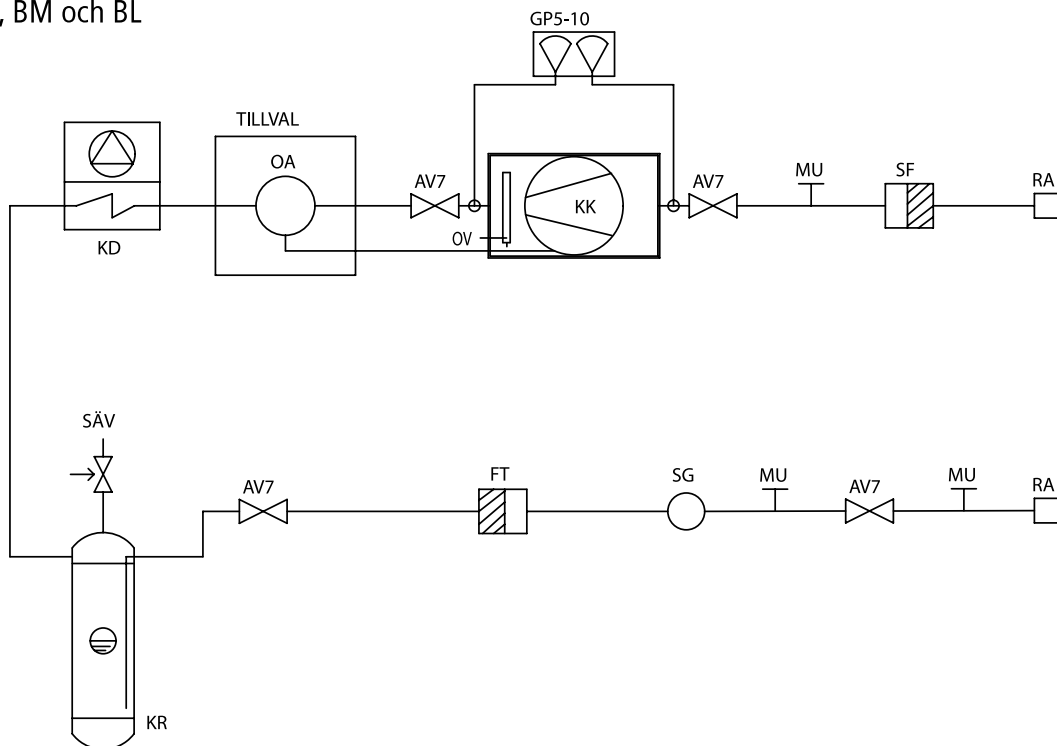 , BM och BL
GP5-10
TILLVAL
OA
AV7
AV7
MU
SF
RA
KK
OV
KD
SÄV
AV7
FT
SG
MU
AV7
MU
RA
KR